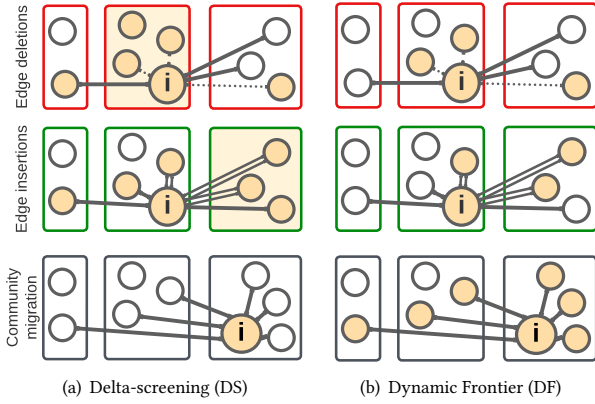 Edge deletions
i
i
Edge insertions
i
i
Community
migration
i
i
(a) Delta-screening (DS)
(b) Dynamic Frontier (DF)